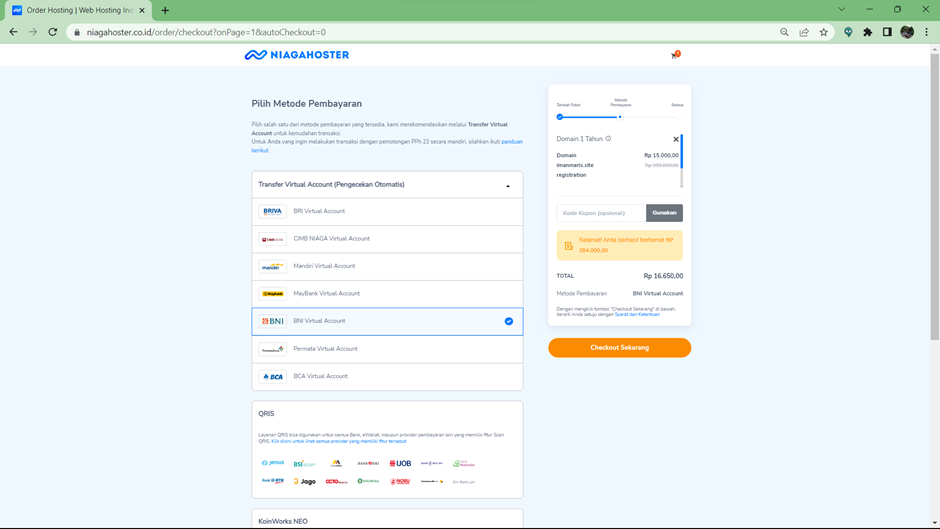 Order Hosting | Web Hosting Ind
niagahoster.co.id/order/checkout?onPage=1&autoCheckout=0
NIAGAHOSTER
Pilih Metode Pembayaran
Pilih salah satu dari metode pembayaran yang tersedia, kami merekomendasikan melalui Transfer Virtual
Account untuk kemudahan transaksi.
Untuk Anda yang ingin melakukan transaksi dengan pemotongan PPh 23 secara mandiri, silahkan ikuti panduan
berikut.
Transfer Virtual Account (Pengecekan Otomatis)
BRIVA BRI Virtual Account
CIMB NIAGA CIMB NIAGA Virtual Account
mandiri Mandiri Virtual Account
Maybank MayBank Virtual Account
BNI BNI Virtual Account
PermataBank Permata Virtual Account
BCA BCA Virtual Account
QRIS
Layanan QRIS bisa digunakan untuk semua Bank, eWallet, maupun provider pembayaran lain yang memiliki fitur Scan
QRIS. Klik disini untuk lihat semua provider yang memiliki fitur tersebut
jenius BSI UOB
Jago OCTO NOBU
KoinWorks NEO
Tambah Paket
Metode
Pembayaran
Selesai
Domain 1 Tahun
Domain Rp 15.000,00
imanmaris.site
registration
Kode Kupon (opsional) Gunakan
Selamat! Anda berhasil berhemat RP
384.000,00
TOTAL Rp 16.650,00
Metode Pembayaran BNI Virtual Account
Dengan mengklik tombol "Checkout Sekarang" di bawah,
berarti Anda setuju dengan Syarat dan Ketentuan
Checkout Sekarang